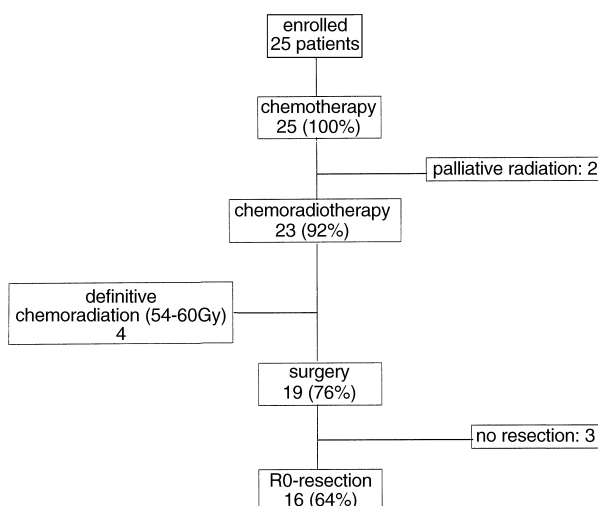 enrolled
25 patients
chemotherapy
25 (100%)
palliative radiation: 2
chemoradiotherapy
23 (92%)
definitive
chemoradiation (54-60Gy)
4
surgery
19 (76%)
no resection: 3
R0-resection
16 (64%)